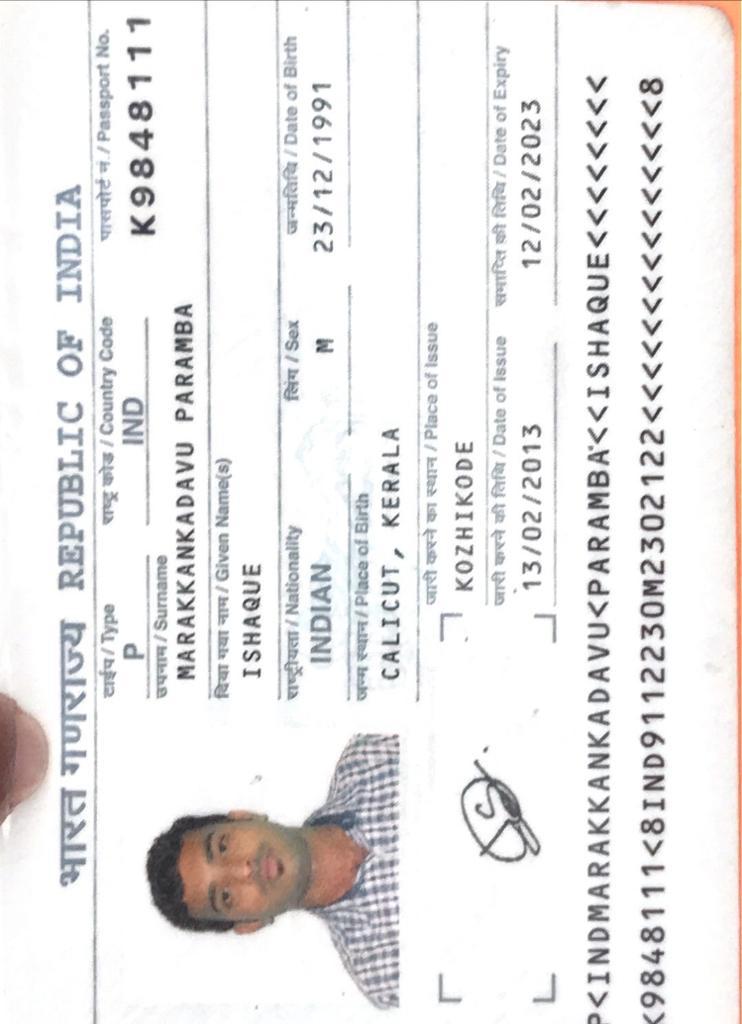 भारत गणराज्य REPUBLIC OF INDIA
टाईप / Type राष्ट्र कोड / Country Code पासपोर्ट नं. / Passport No.
P IND K9848111
उपनाम / Surname
MARAKKANKADAVU PARAMBA
दिया गया नाम / Given Name(s)
ISHAQUE
राष्ट्रीयता / Nationality लिंग / Sex जन्मतिथि / Date of Birth
INDIAN M 23/12/1991
जन्म स्थान / Place of Birth
CALICUT, KERALA
जारी करने का स्थान / Place of Issue
KOZHIKODE
जारी करने की तिथि / Date of Issue समाप्ति की तिथि / Date of Expiry
13/02/2013 12/02/2023
P<INDMARAKKANKADAVU<PARAMBA<<ISHAQUE<<<<<<<<
K9848111<8IND9112230M2302122<<<<<<<<<<<<<<<8